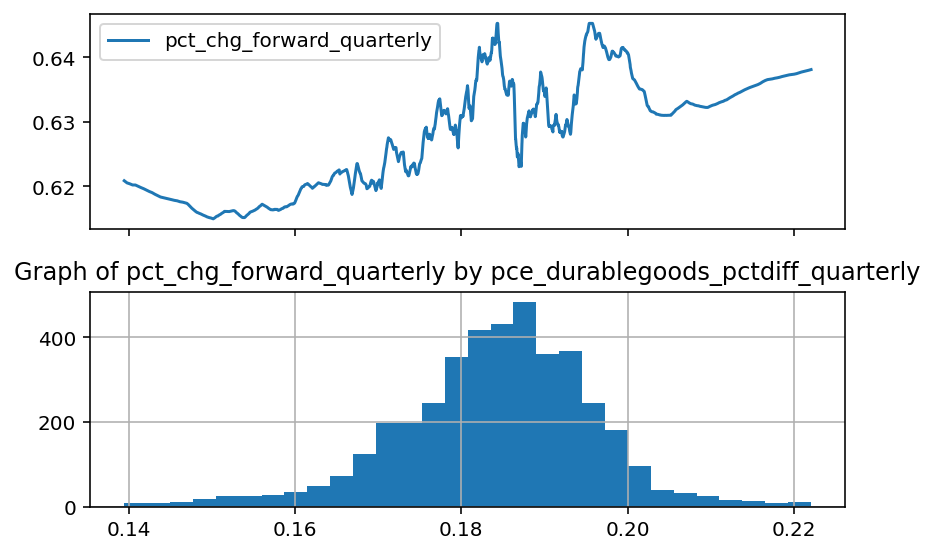 pct_chg_forward_quarterly
0.64
0.63
0.62
Graph of pct_chg_forward_quarterly by pce_durablegoods_pctdiff_quarterly
400
200
0
0.14 0.16 0.18 0.20 0.22